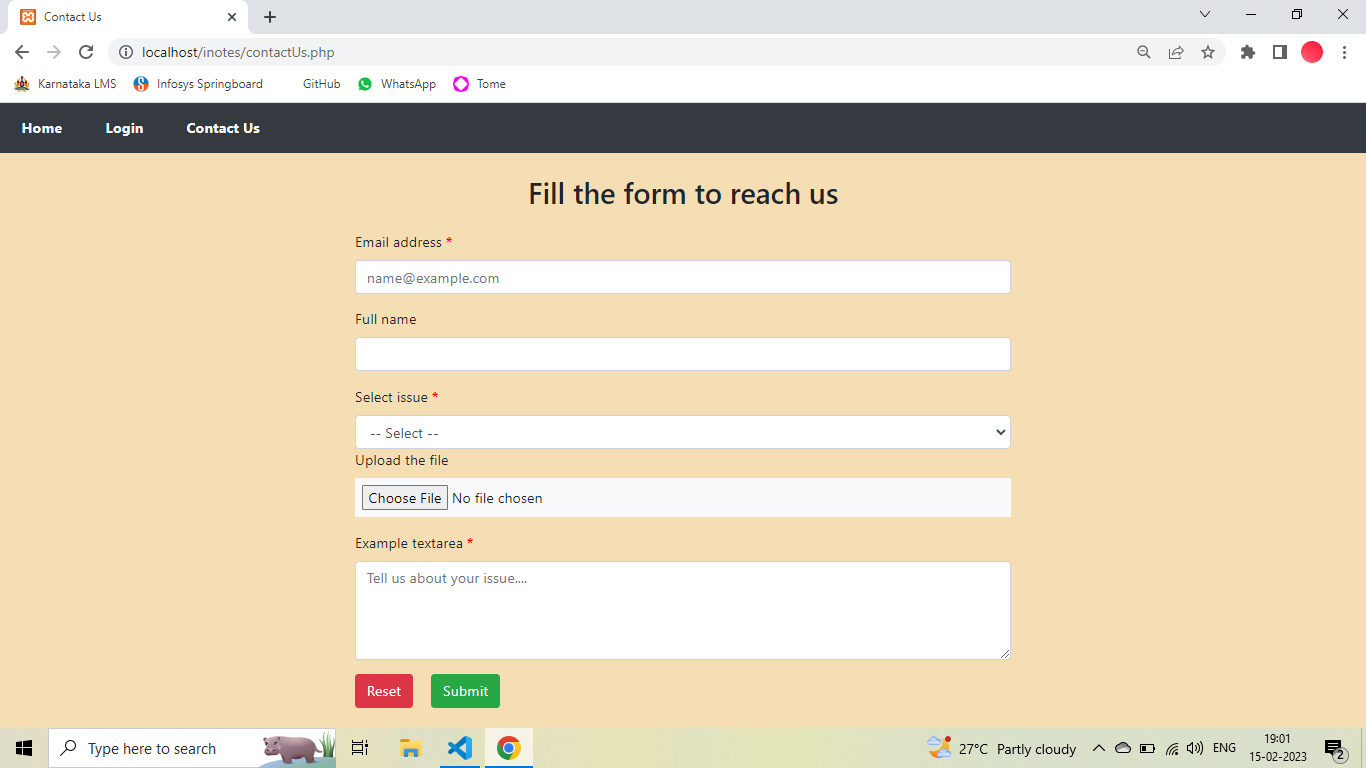 Contact Us
localhost/inotes/contactUs.php
Karnataka LMS Infosys Springboard GitHub WhatsApp Tome
Home Login Contact Us
Fill the form to reach us
Email address *
name@example.com
Full name
Select issue *
-- Select --
Upload the file
Choose File No file chosen
Example textarea *
Tell us about your issue....
Reset Submit
Type here to search 27°C Partly cloudy ENG 19:01
15-02-2023 2